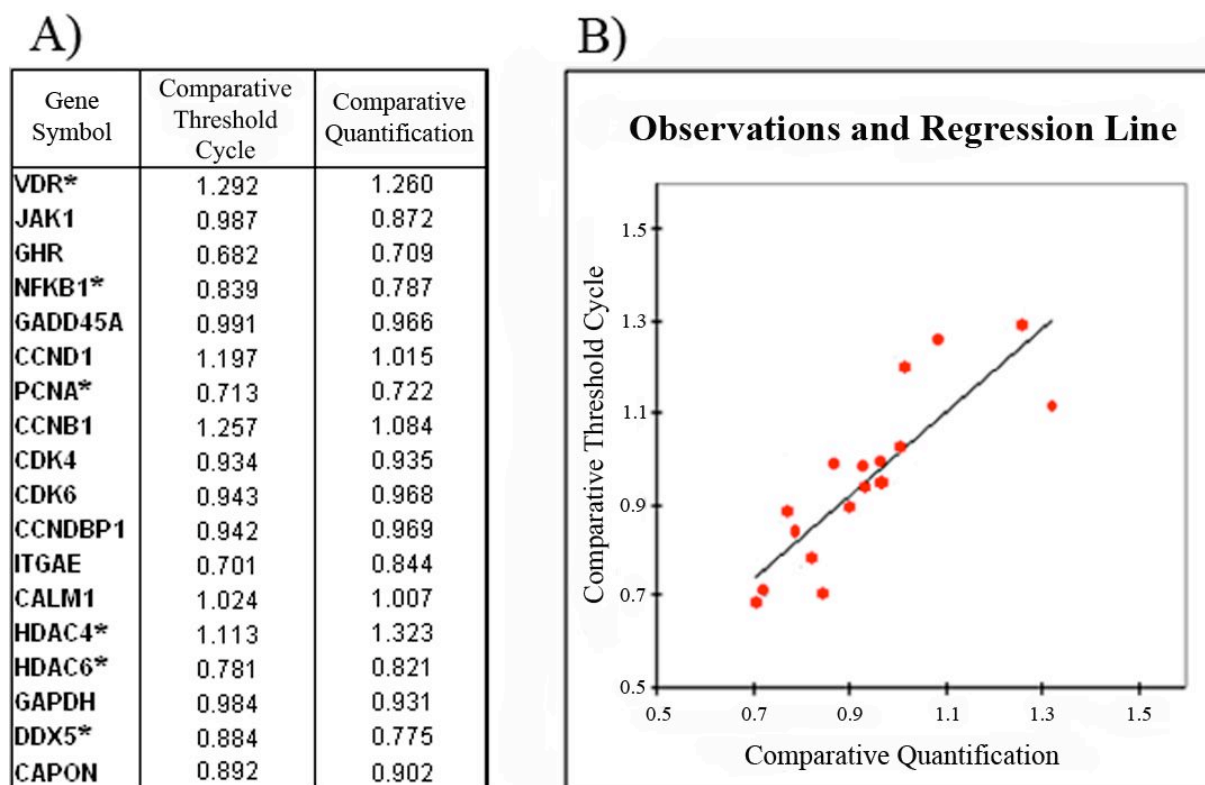 A)
Gene Symbol	Comparative Threshold Cycle	Comparative Quantification
VDR*	1.292	1.260
JAK1	0.987	0.872
GHR	0.682	0.709
NFKB1*	0.839	0.787
GADD45A	0.991	0.966
CCND1	1.197	1.015
PCNA*	0.713	0.722
CCNB1	1.257	1.084
CDK4	0.934	0.935
CDK6	0.943	0.968
CCNDBP1	0.942	0.969
ITGAE	0.701	0.844
CALM1	1.024	1.007
HDAC4*	1.113	1.323
HDAC6*	0.781	0.821
GAPDH	0.984	0.931
DDX5*	0.884	0.775
CAPON	0.892	0.902
B)
Observations and Regression Line
Comparative Threshold Cycle
1.5
1.3
1.1
0.9
0.7
0.5
0.5 0.7 0.9 1.1 1.3 1.5
Comparative Quantification